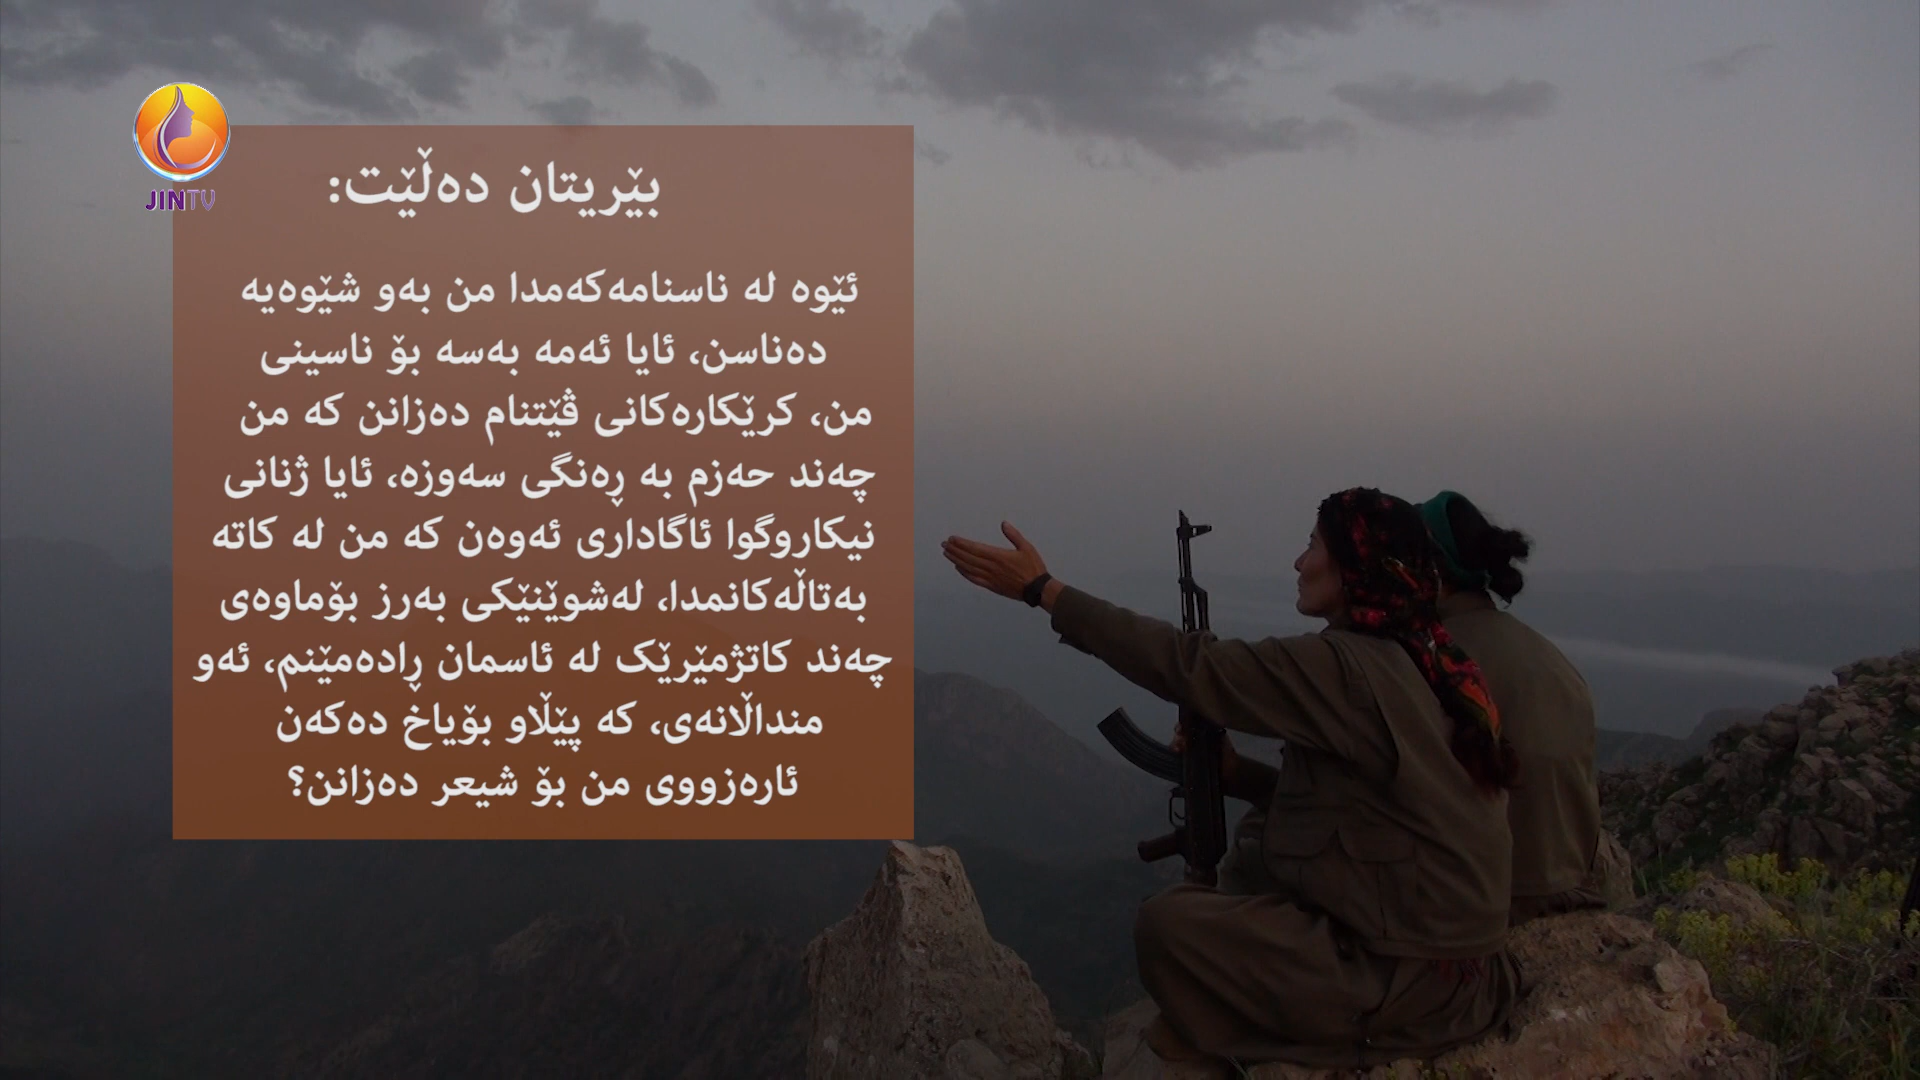 JINTV
بێریتان دەڵێت:
ئێوە لە ناسنامەکەمدا من بەو شێوەیە
دەناسن، ئایا ئەمە بەسە بۆ ناسینی
من، کرێکارەکانی ڤێتنام دەزانن کە من
چەند حەزم بە ڕەنگی سەوزە، ئایا ژنانی
نیکاروگوا ئاگاداری ئەوەن کە من لە کاتە
بەتاڵەکانمدا، لەشوێنێکی بەرز بۆماوەی
چەند کاتژمێرێک لە ئاسمان ڕادەمێنم، ئەو
منداڵانەی، کە پێڵاو بۆیاخ دەکەن
ئارەزووی من بۆ شیعر دەزانن؟